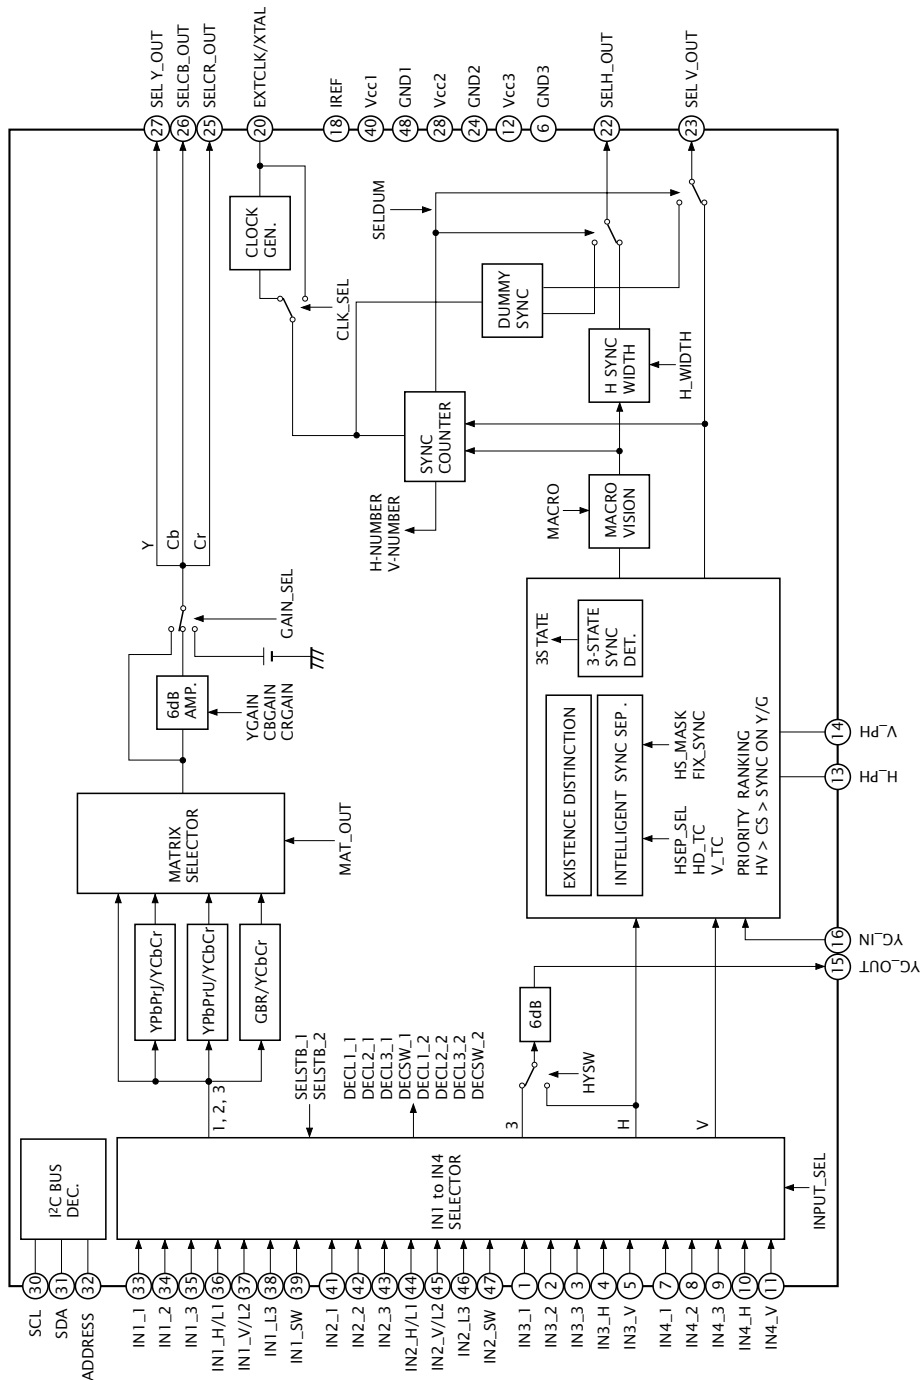 SEL Y_OUT
SELCB_OUT
SELCR_OUT
EXTCLK/XTAL
IREF
Vcc1
GND1
Vcc2
GND2
Vcc3
GND3
SELH_OUT
SEL V_OUT
27
26
25
20
18
40
48
28
24
12
6
22
23
CLOCK
GEN.
CLK_SEL
SELDUM
DUMMY
SYNC
H SYNC
WIDTH
H_WIDTH
SYNC
COUNTER
H-NUMBER
V-NUMBER
MACRO
MACRO
VISION
Y
Cb
Cr
GAIN_SEL
6dB
AMP.
YGAIN
CBGAIN
CRGAIN
MATRIX
SELECTOR
MAT_OUT
YPbPrJ/YCbCr
YPbPrU/YCbCr
GBR/YCbCr
1, 2, 3
3STATE
3-STATE
SYNC
DET.
EXISTENCE DISTINCTION
INTELLIGENT SYNC SEP .
HS_MASK
FIX_SYNC
HSEP_SEL
HD_TC
V_TC
PRIORITY RANKING
HV > CS > SYNC ON Y/G
14
V_PH
13
H_PH
16
YG_IN
15
YG_OUT
6dB
HYSW
3
H
V
SELSTB_1
SELSTB_2
DECL1_1
DECL2_1
DECL3_1
DECSW_1
DECL1_2
DECL2_2
DECL3_2
DECSW_2
I²C BUS
DEC.
IN1 to IN4
SELECTOR
INPUT_SEL
30
31
32
33
34
35
36
37
38
39
41
42
43
44
45
46
47
1
2
3
4
5
7
8
9
10
11
SCL
SDA
ADDRESS
IN1_1
IN1_2
IN1_3
IN1_H/L1
IN1_V/L2
IN1_L3
IN1_SW
IN2_1
IN2_2
IN2_3
IN2_H/L1
IN2_V/L2
IN2_L3
IN2_SW
IN3_1
IN3_2
IN3_3
IN3_H
IN3_V
IN4_1
IN4_2
IN4_3
IN4_H
IN4_V